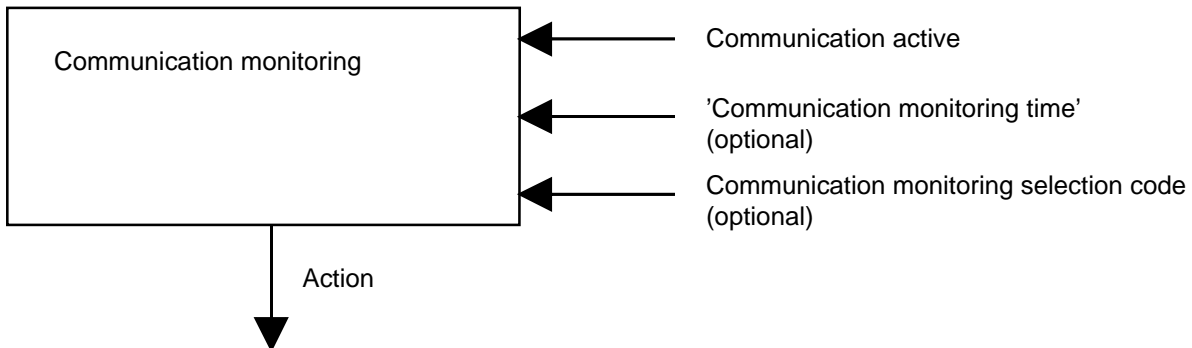 Communication active
Communication monitoring
’Communication monitoring time'
(optional)
Communication monitoring selection code
(optional)
Action